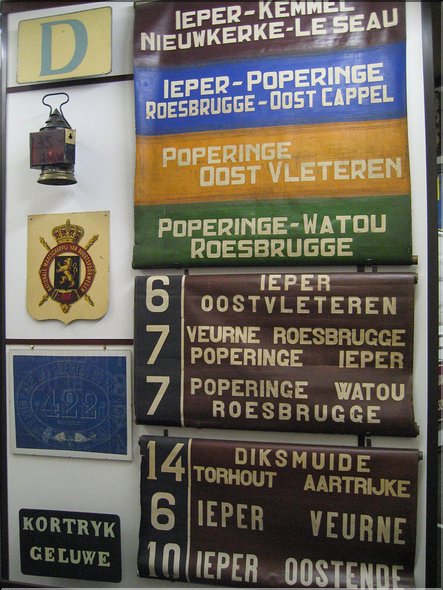 D
IEPER-KEMMEL
NIEUWKERKE-LE SEAU
IEPER-POPERINGE
ROESBRUGGE-OOST CAPPEL
POPERINGE
OOST VLETEREN
POPERINGE-WATOU
ROESBRUGGE
6 IEPER
OOSTVLETEREN
7 VEURNE ROESBRUGGE
POPERINGE IEPER
7 POPERINGE WATOU
ROESBRUGGE
422
14 DIKSMUIDE
TORHOUT AARTRIJKE
6 IEPER VEURNE
10 IEPER OOSTENDE
KORTRYK
GELUWE